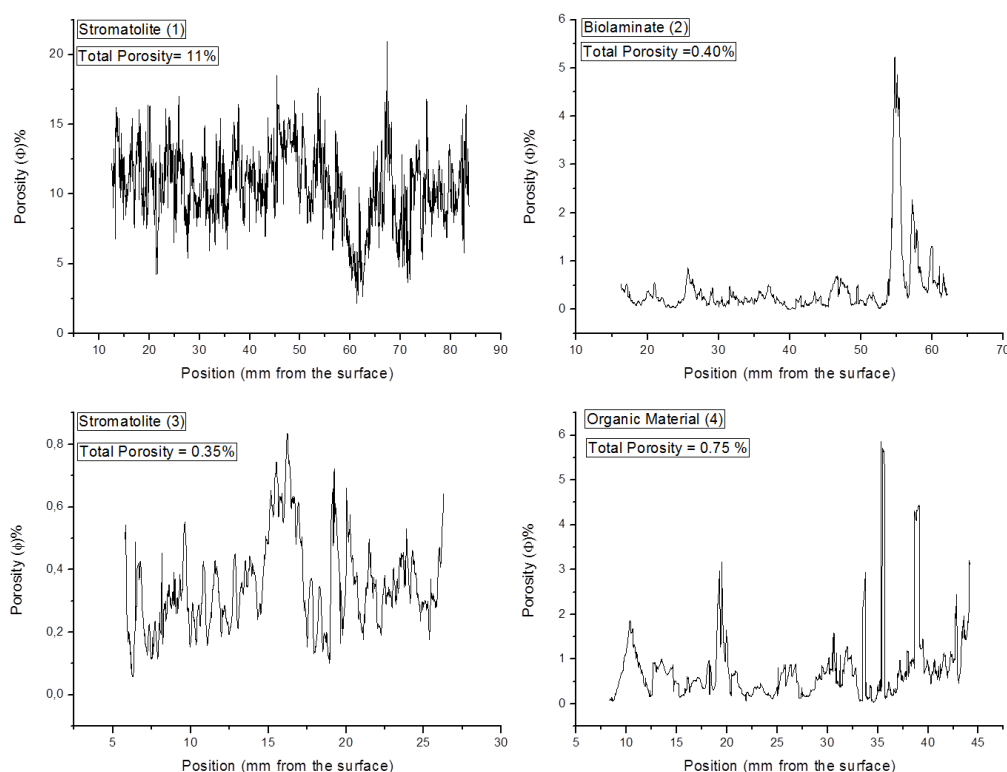 Stromatolite (1)
Total Porosity= 11%
Porosity (Φ)%
20
15
10
5
0
10 20 30 40 50 60 70 80 90
Position (mm from the surface)
Biolaminate (2)
Total Porosity =0.40%
Porosity (Φ)%
6
5
4
3
2
1
0
10 20 30 40 50 60 70
Position (mm from the surface)
Stromatolite (3)
Total Porosity = 0.35%
Porosity (ϕ)%
0,8
0,6
0,4
0,2
0,0
5 10 15 20 25 30
Position (mm from the surface)
Organic Material (4)
Total Porosity = 0.75 %
Porosity (Φ)%
6
5
4
3
2
1
0
10 15 20 25 30 35 40 45
Position (mm from the surface)